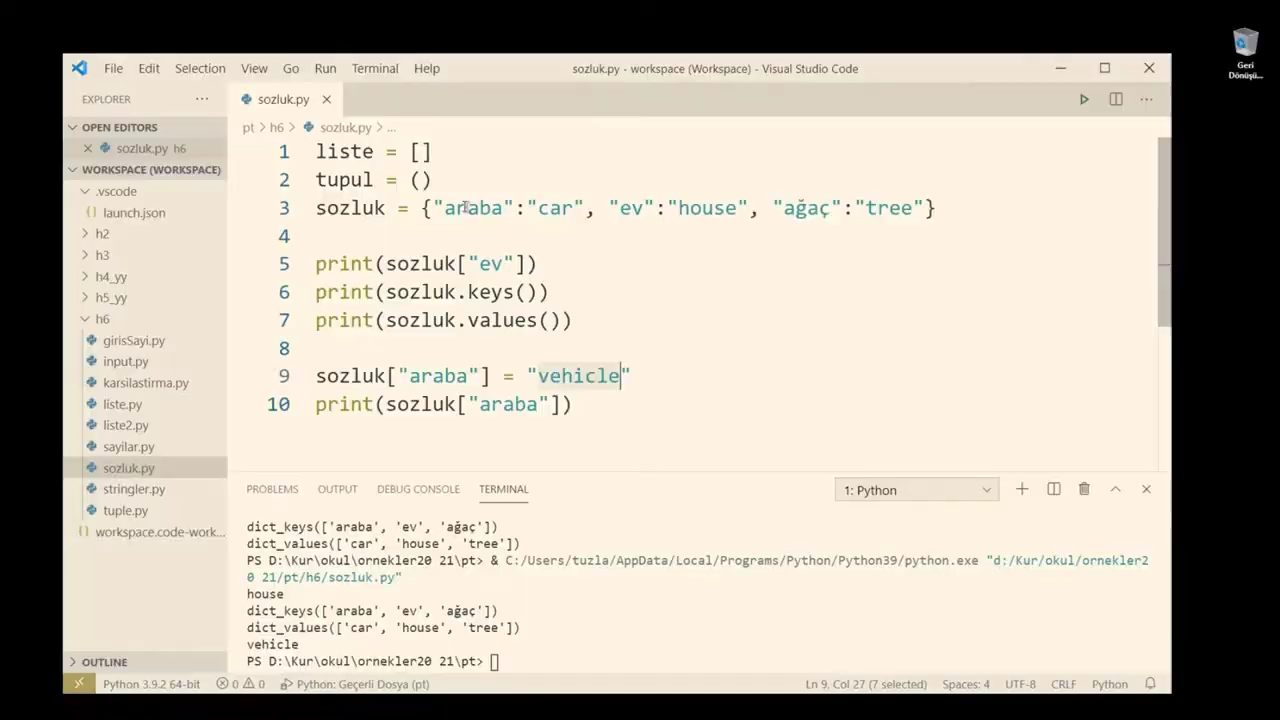 File Edit Selection View Go Run Terminal Help
sozluk.py - workspace (Workspace) - Visual Studio Code
Geri
Dönüşü...
EXPLORER
OPEN EDITORS
sozluk.py h6
WORKSPACE (WORKSPACE)
.vscode
launch.json
h2
h3
h4_yy
h5_yy
h6
girisSayi.py
input.py
karsilastirma.py
liste.py
liste2.py
sayilar.py
sozluk.py
stringler.py
tuple.py
workspace.code-work...
OUTLINE
sozluk.py
pt > h6 > sozluk.py > ...
1 liste = []
2 tupul = ()
3 sozluk = {"araba":"car", "ev":"house", "ağaç":"tree"}
4
5 print(sozluk["ev"])
6 print(sozluk.keys())
7 print(sozluk.values())
8
9 sozluk["araba"] = "vehicle"
10 print(sozluk["araba"])
PROBLEMS OUTPUT DEBUG CONSOLE TERMINAL
1: Python
dict_keys(['araba', 'ev', 'ağaç'])
dict_values(['car', 'house', 'tree'])
PS D:\Kur\okul\ornekler20 21\pt> & C:/Users/tuzla/AppData/Local/Programs/Python/Python39/python.exe "d:/Kur/okul/ornekler2
0 21/pt/h6/sozluk.py"
house
dict_keys(['araba', 'ev', 'ağaç'])
dict_values(['car', 'house', 'tree'])
vehicle
PS D:\Kur\okul\ornekler20 21\pt>
Python 3.9.2 64-bit 0 0 Python: Geçerli Dosya (pt) Ln 9, Col 27 (7 selected) Spaces: 4 UTF-8 CRLF Python